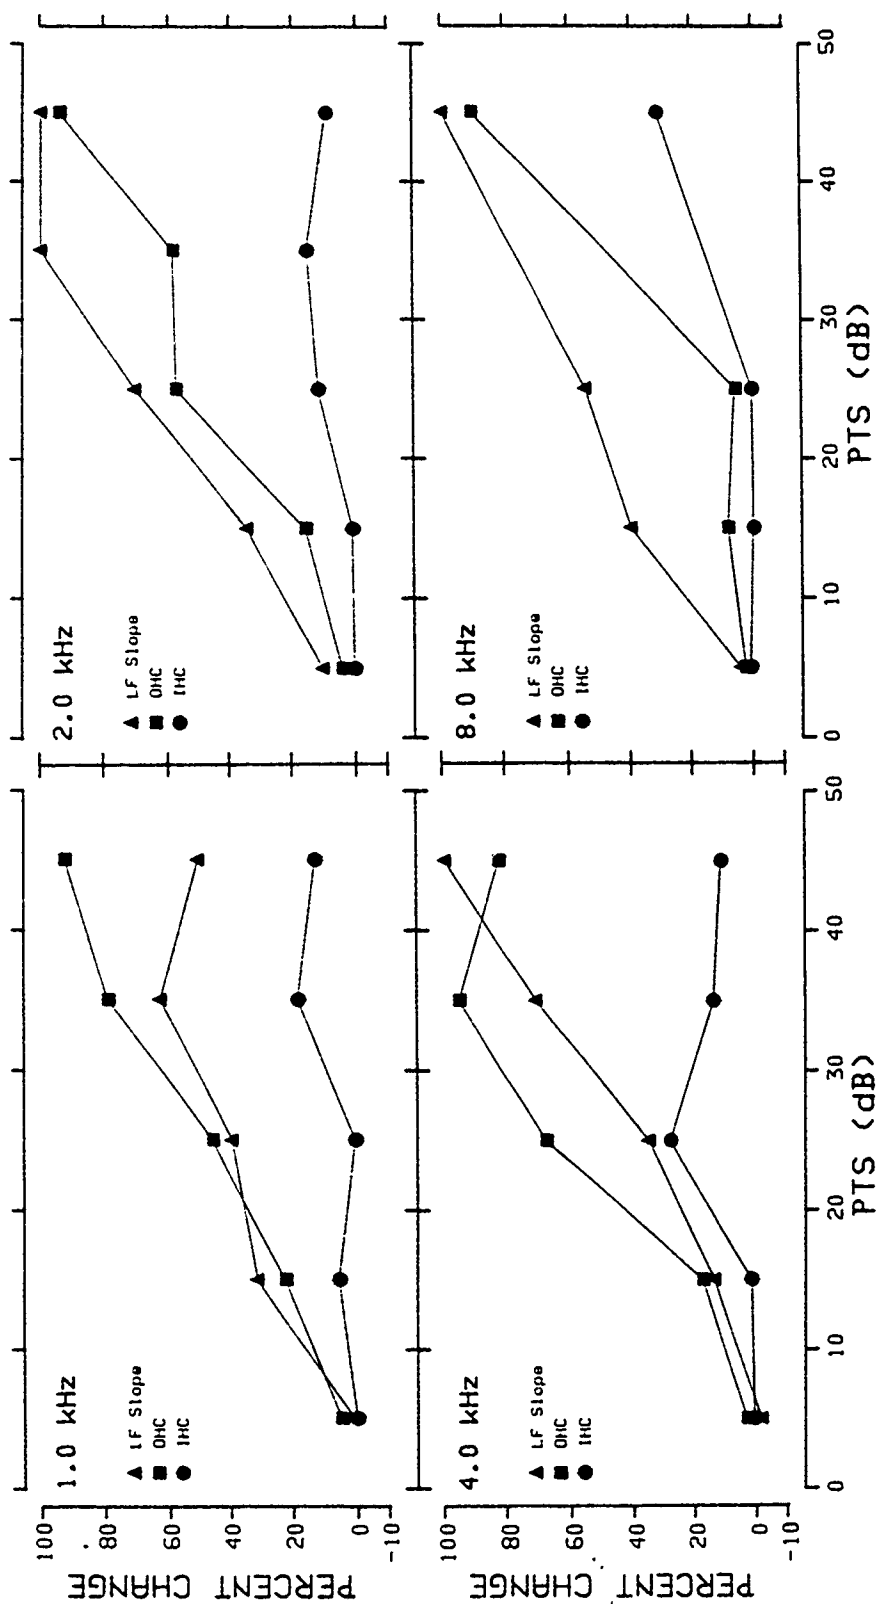 1.0 kHz
LF Slope
OHC
IHC
2.0 kHz
LF Slope
OHC
IHC
PERCENT CHANGE
100
80
60
40
20
0
-10
4.0 kHz
LF Slope
OHC
IHC
8.0 kHz
LF Slope
OHC
IHC
PERCENT CHANGE
100
80
60
40
20
0
-10
0 10 20 30 40 50
PTS (dB)
0 10 20 30 40 50
PTS (dB)